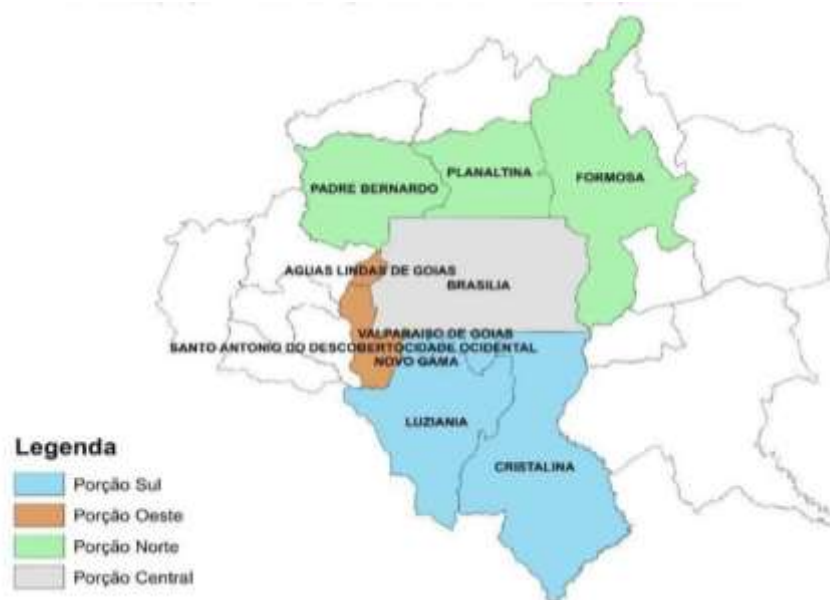 PLANALTINA
PADRE BERNARDO
FORMOSA
AGUAS LINDAS DE GOIAS
BRASILIA
VALPARAISO DE GOIAS
SANTO ANTONIO DO DESCOBERTOCIDADE OCIDENTAL
NOVO GAMA
LUZIANIA
CRISTALINA
Legenda
Porção Sul
Porção Oeste
Porção Norte
Porção Central